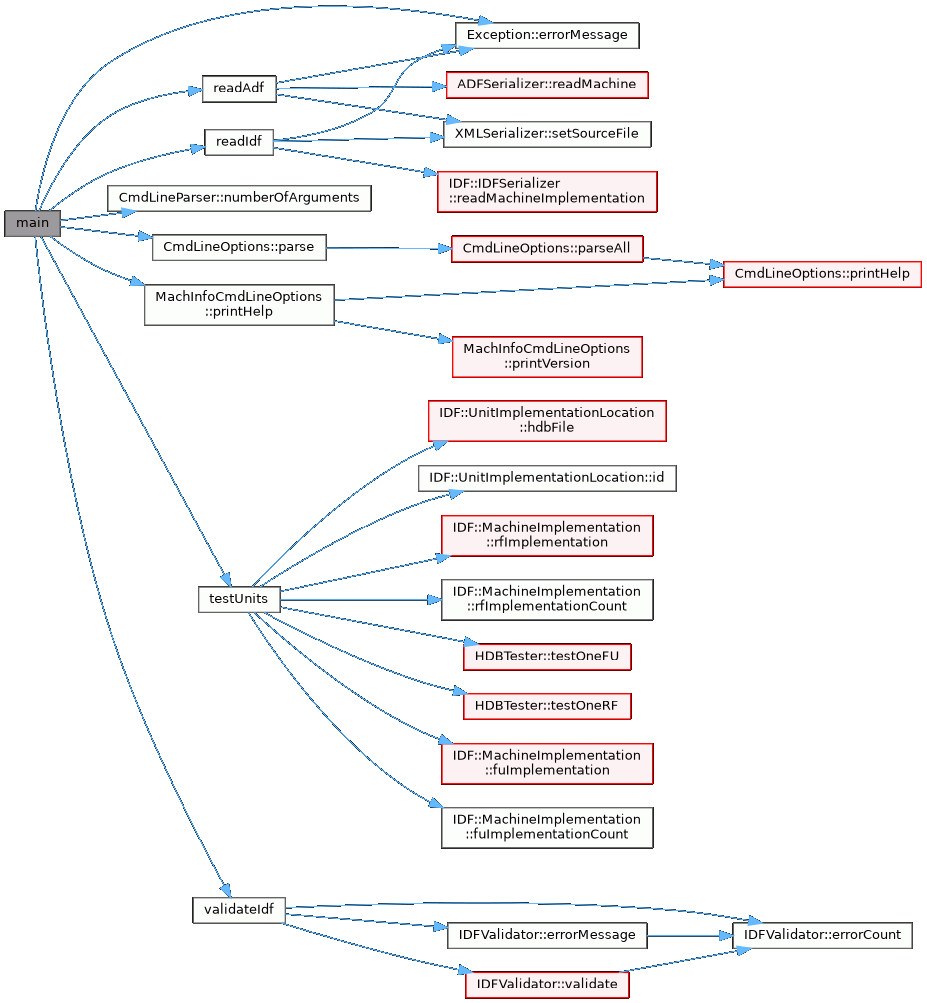 Exception::errorMessage
readAdf
ADFSerializer::readMachine
XMLSerializer::setSourceFile
readIdf
IDF::IDFSerializer
::readMachineImplementation
CmdLineParser::numberOfArguments
main
CmdLineOptions::parse
CmdLineOptions::parseAll
CmdLineOptions::printHelp
MachInfoCmdLineOptions
::printHelp
MachInfoCmdLineOptions
::printVersion
IDF::UnitImplementationLocation
::hdbFile
IDF::UnitImplementationLocation::id
IDF::MachineImplementation
::rfImplementation
testUnits
IDF::MachineImplementation
::rfImplementationCount
HDBTester::testOneFU
HDBTester::testOneRF
IDF::MachineImplementation
::fuImplementation
IDF::MachineImplementation
::fuImplementationCount
validateIdf
IDFValidator::errorMessage
IDFValidator::errorCount
IDFValidator::validate